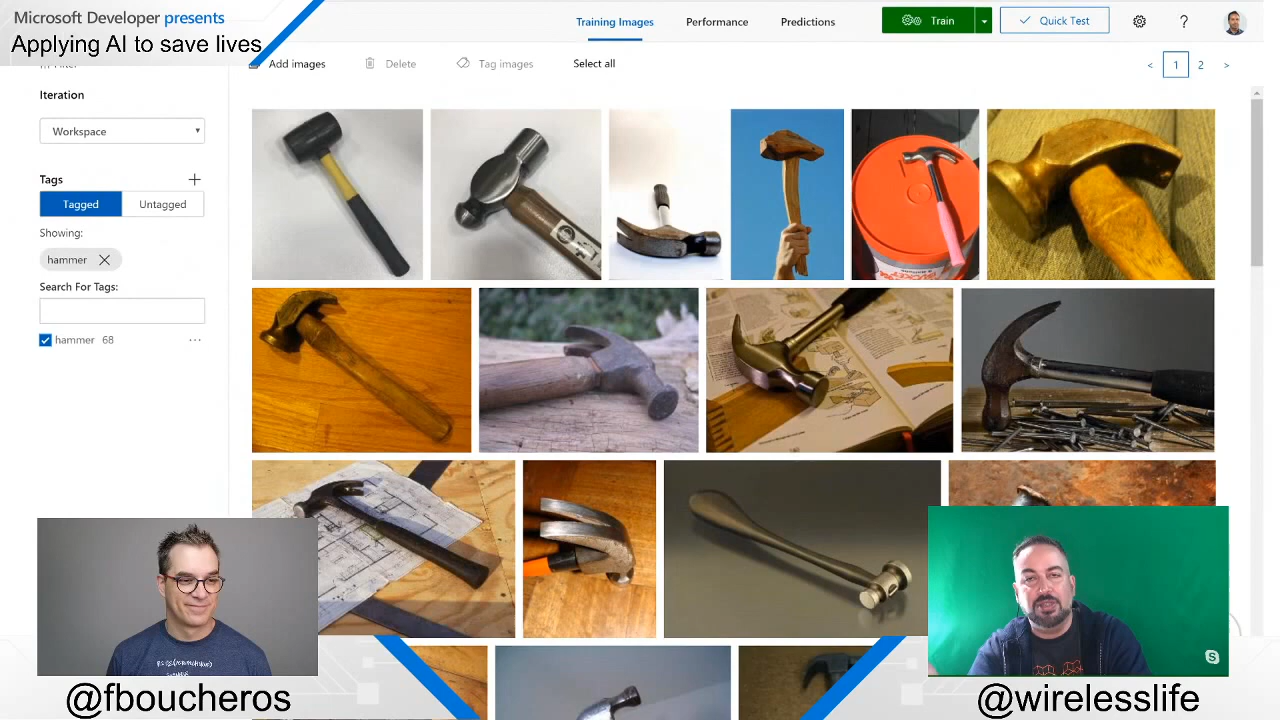 Microsoft Developer presents
Applying AI to save lives
Training Images
Performance
Predictions
Train
Quick Test
?
Filter
Add images
Delete
Tag images
Select all
< 1 2 >
Iteration
Workspace
Tags
+
Tagged
Untagged
Showing:
hammer
Search For Tags:
hammer 68
...
@fboucheros
@wirelesslife